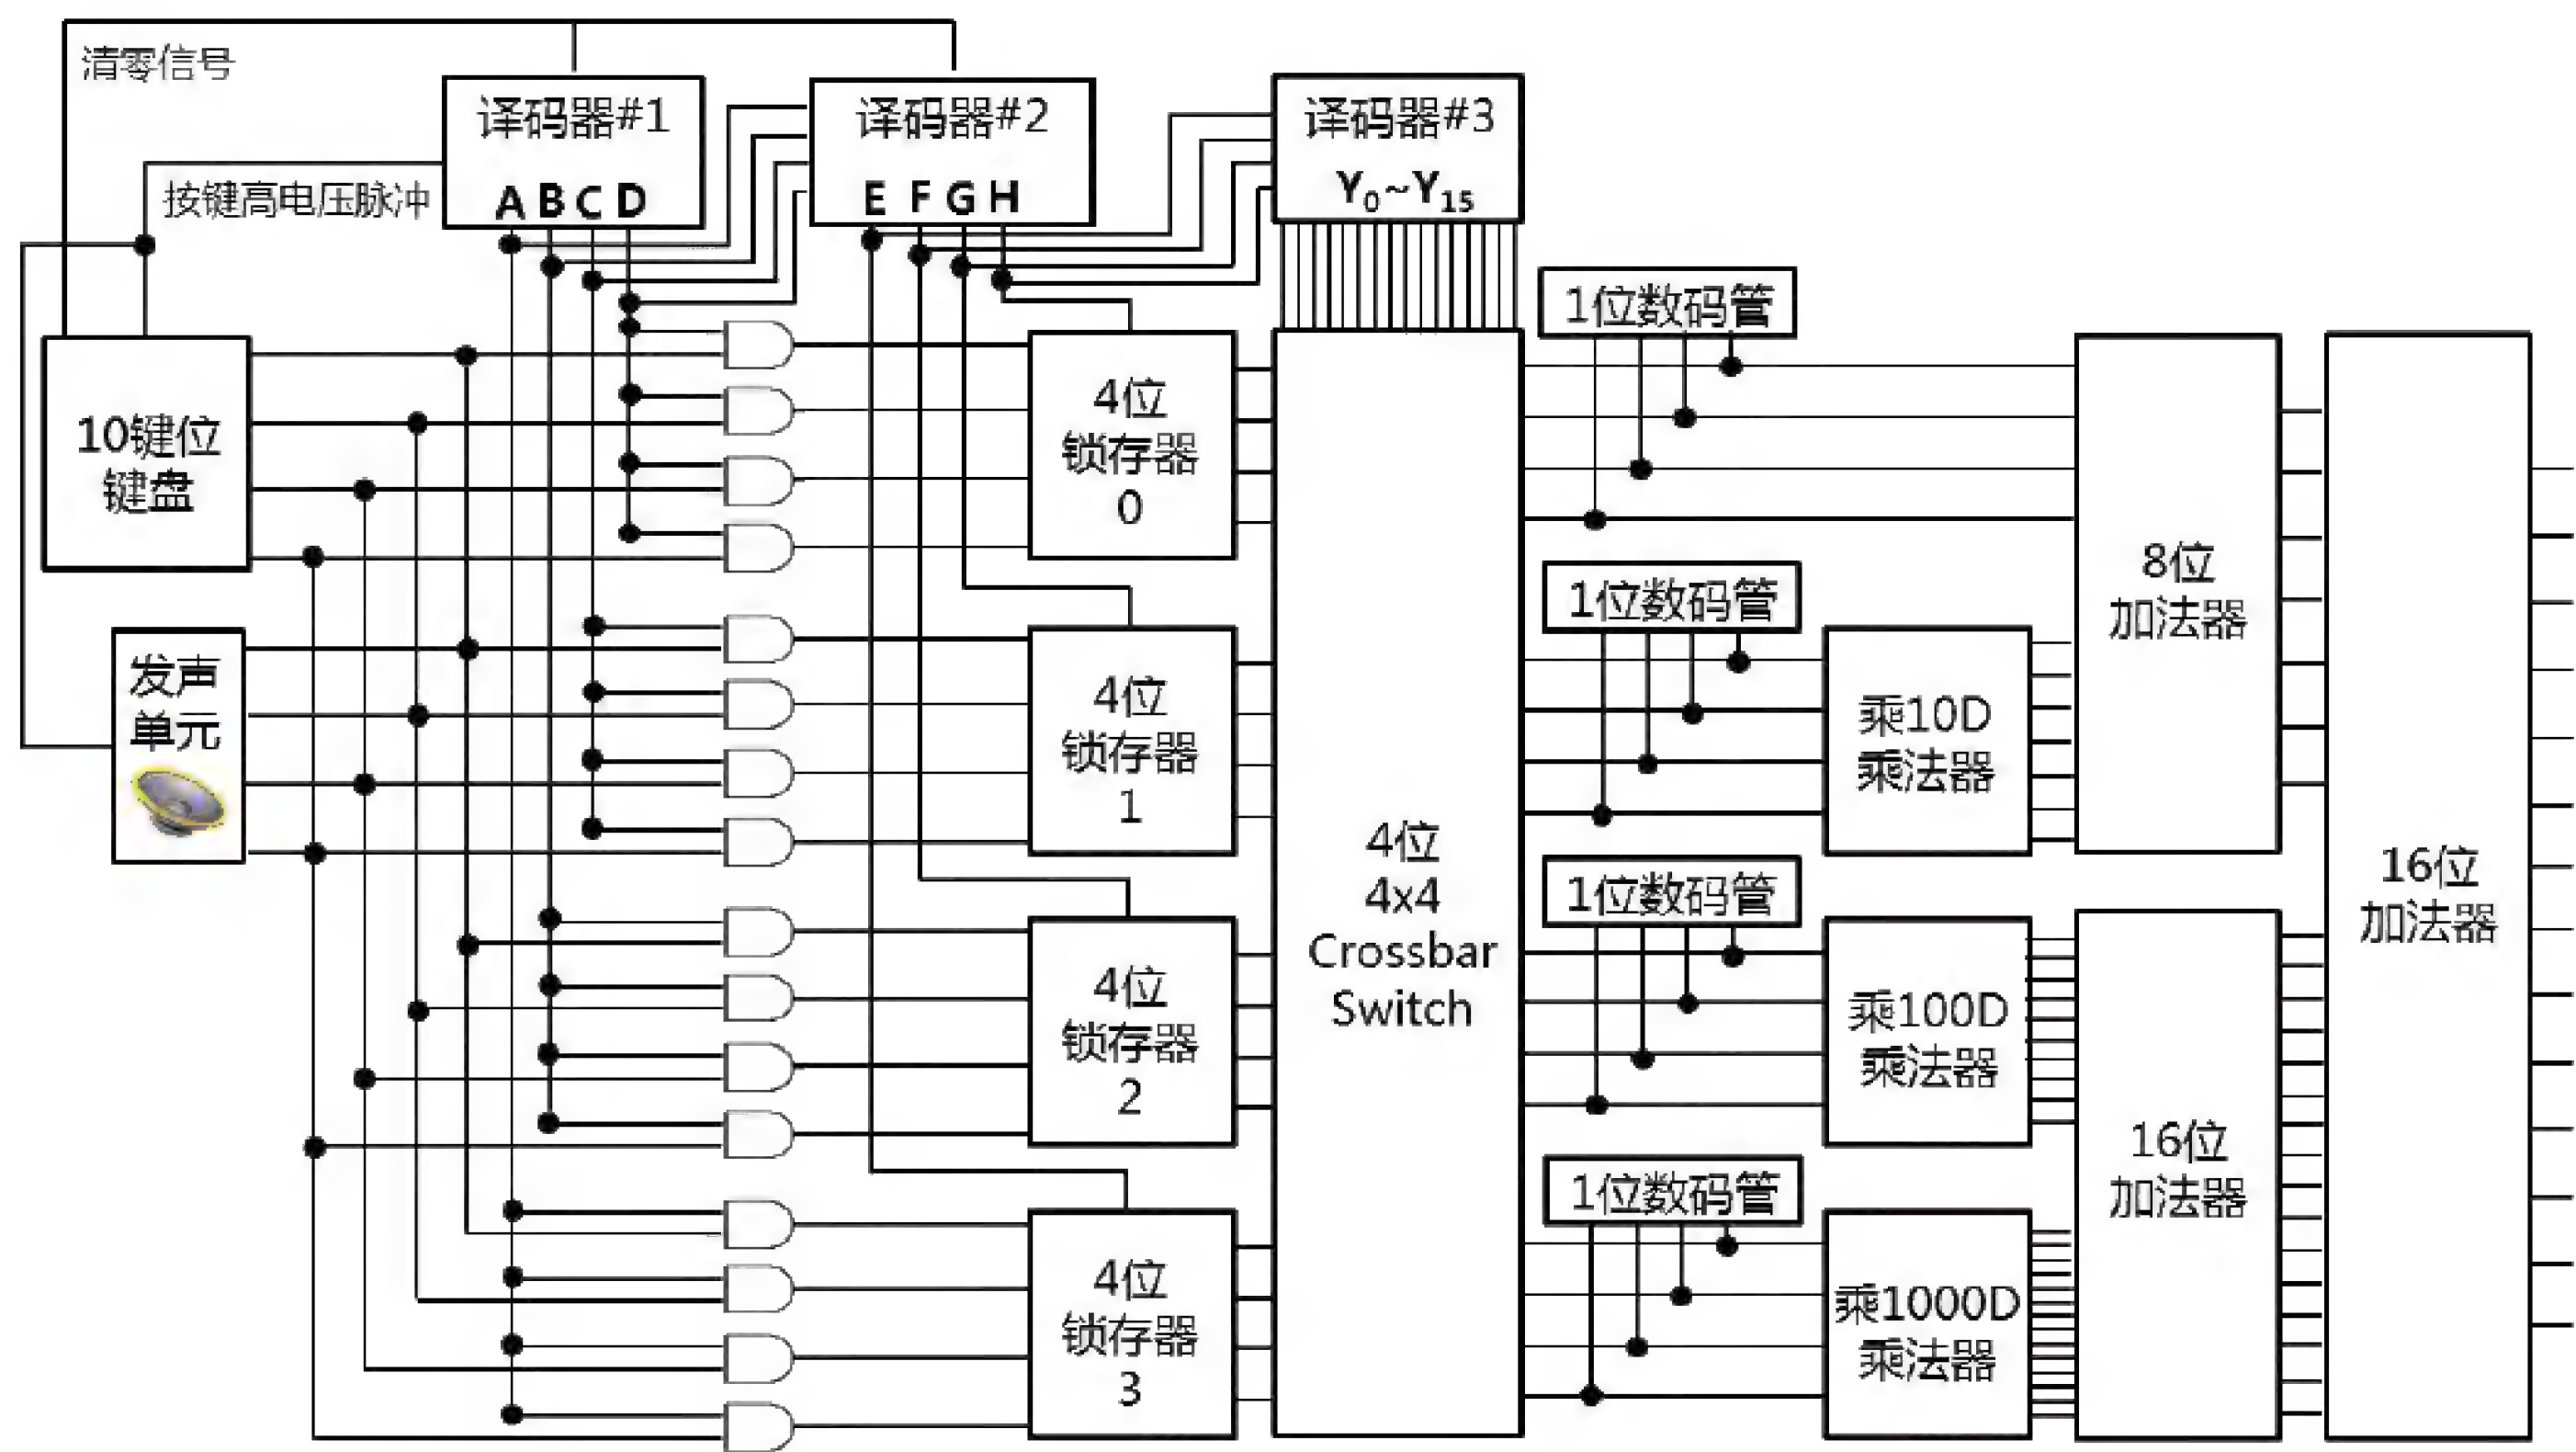 清零信号
译码器#1
译码器#2
译码器#3
按键高电压脉冲
A B C D
E F G H
Y0~Y15
1位数码管
10键位
键盘
4位
锁存器
0
8位
加法器
1位数码管
发声
单元
4位
锁存器
1
乘10D
乘法器
4位
4x4
Crossbar
Switch
1位数码管
16位
加法器
4位
锁存器
2
乘100D
乘法器
16位
加法器
1位数码管
4位
锁存器
3
乘1000D
乘法器